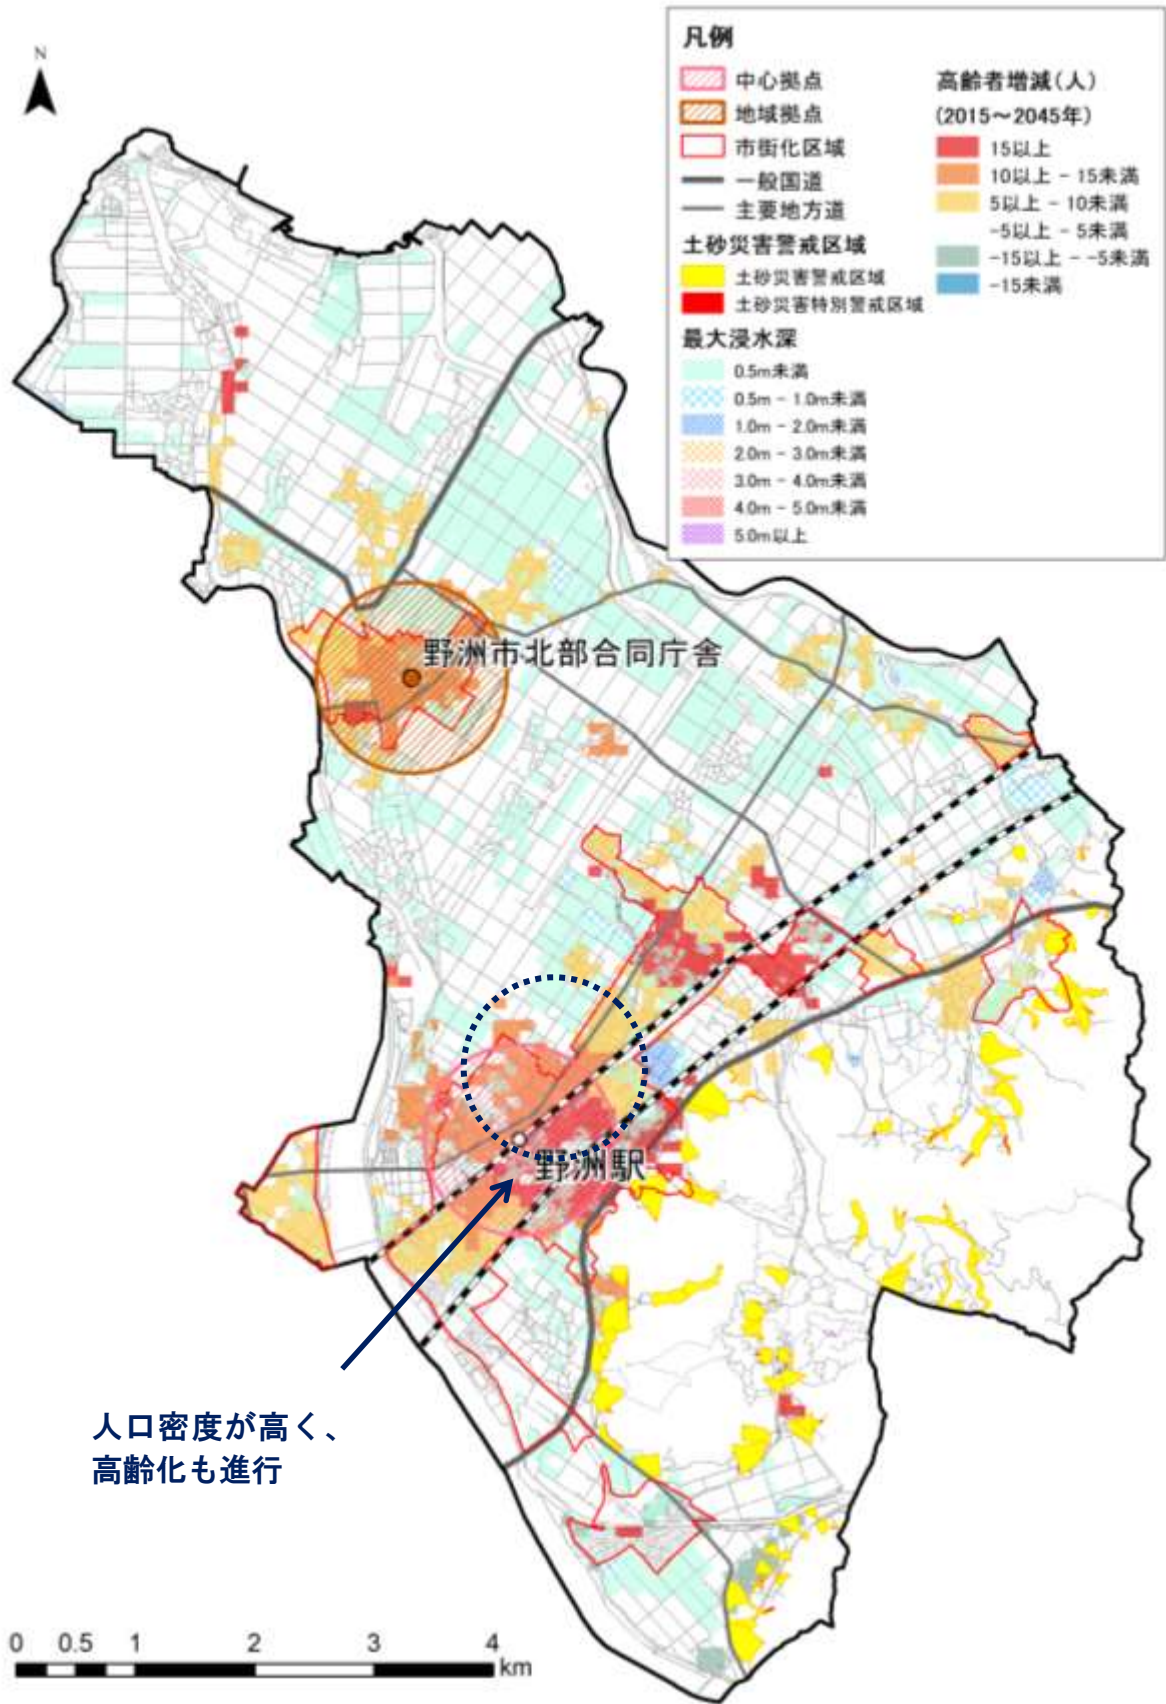 N
凡例
中心拠点
地域拠点
市街化区域
一般国道
主要地方道
土砂災害警戒区域
土砂災害警戒区域
土砂災害特別警戒区域
最大浸水深
0.5m未満
0.5m - 1.0m未満
1.0m - 2.0m未満
2.0m - 3.0m未満
3.0m - 4.0m未満
4.0m - 5.0m未満
5.0m以上
高齢者増減(人)
(2015～2045年)
15以上
10以上 - 15未満
5以上 - 10未満
-5以上 - 5未満
-15以上 - -5未満
-15未満
野洲市北部合同庁舎
野洲駅
人口密度が高く、
高齢化も進行
0 0.5 1 2 3 4
km